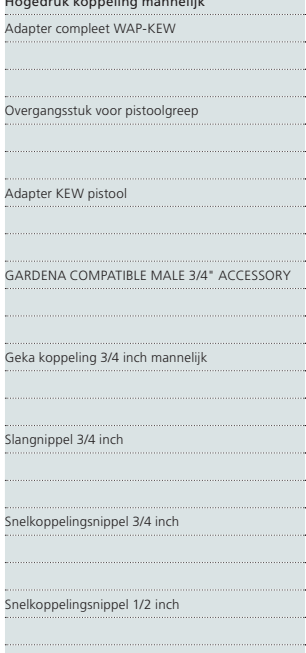 Hogedruk koppeling mannelijk
Adapter compleet WAP-KEW
Overgangsstuk voor pistoolgreep
Adapter KEW pistool
GARDENA COMPATIBLE MALE 3/4" ACCESSORY
Geka koppeling 3/4 inch mannelijk
Slangnippel 3/4 inch
Snelkoppelingsnippel 3/4 inch
Snelkoppelingsnippel 1/2 inch